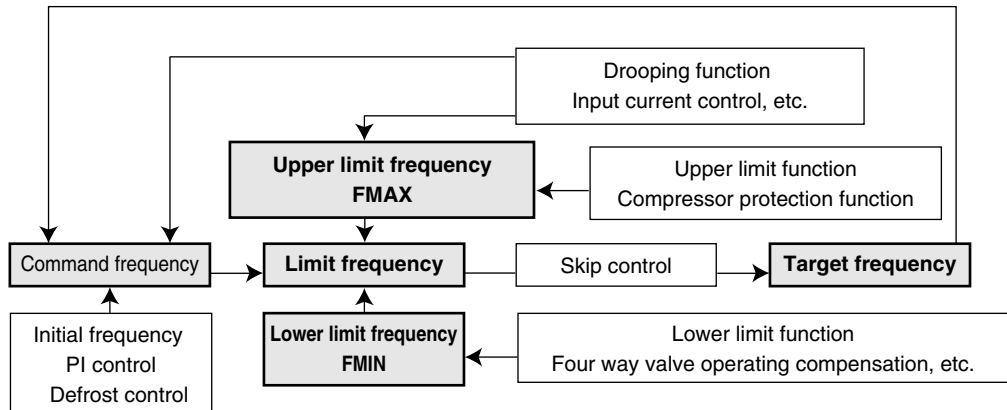 Drooping function
Input current control, etc.
Upper limit frequency
FMAX
Upper limit function
Compressor protection function
Command frequency
Limit frequency
Skip control
Target frequency
Initial frequency
PI control
Defrost control
Lower limit frequency
FMIN
Lower limit function
Four way valve operating compensation, etc.